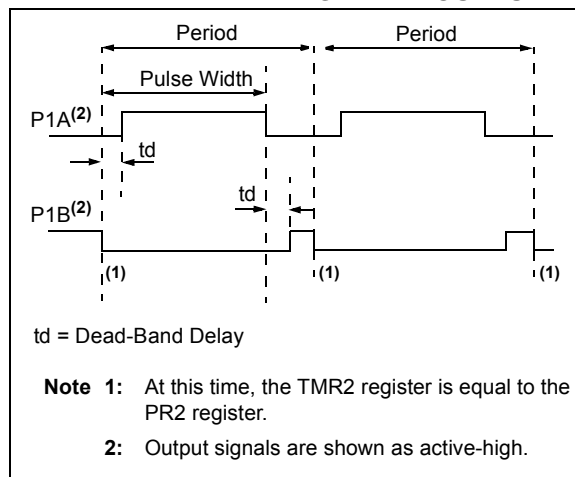 Period Period
Pulse Width
P1A(2)
td
td
P1B(2)
(1) (1) (1)
td = Dead-Band Delay
Note 1: At this time, the TMR2 register is equal to the
PR2 register.
2: Output signals are shown as active-high.